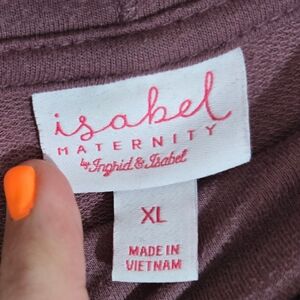 isabel
MATERNITY
by Ingrid & Isabel
XL
MADE IN
VIETNAM